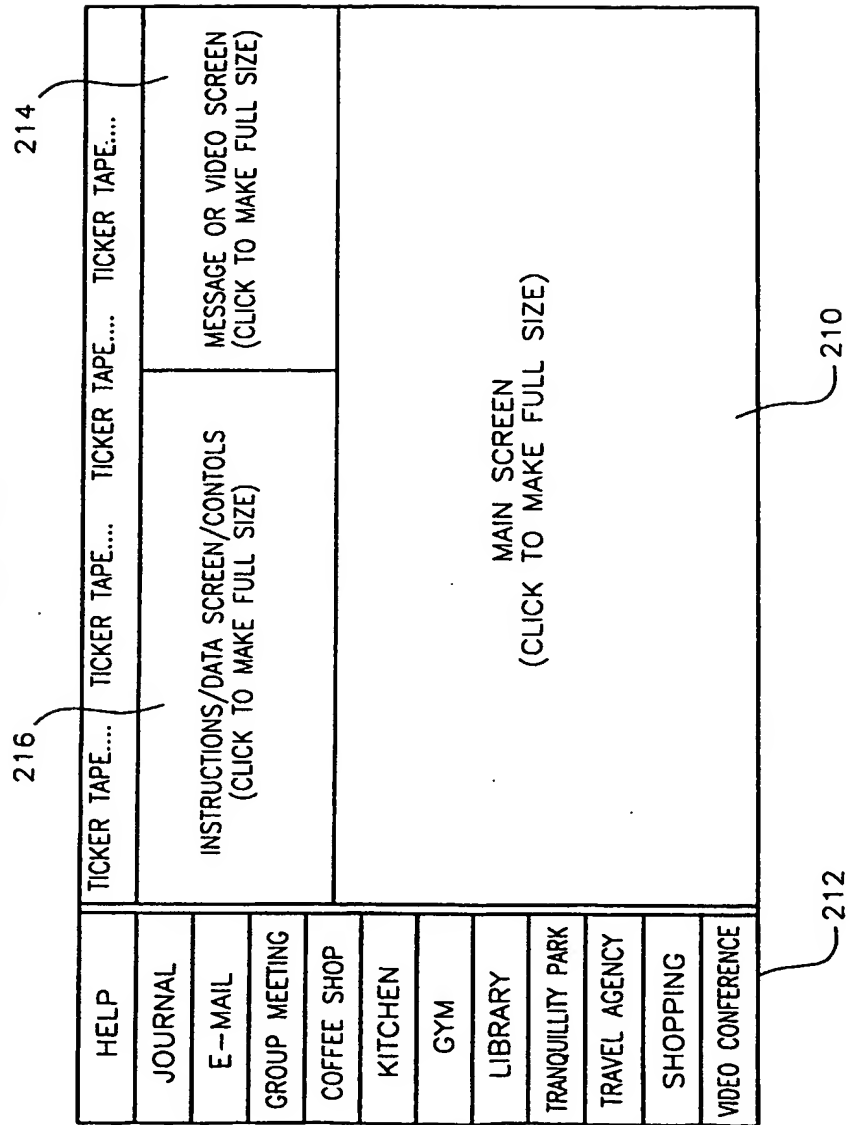 214
216
HELP
JOURNAL
E-MAIL
GROUP MEETING
COFFEE SHOP
KITCHEN
GYM
LIBRARY
TRANQUILLITY PARK
TRAVEL AGENCY
SHOPPING
VIDEO CONFERENCE
TICKER TAPE.... TICKER TAPE.... TICKER TAPE.... TICKER TAPE....
INSTRUCTIONS/DATA SCREEN/CONTOLS
(CLICK TO MAKE FULL SIZE)
MESSAGE OR VIDEO SCREEN
(CLICK TO MAKE FULL SIZE)
MAIN SCREEN
(CLICK TO MAKE FULL SIZE)
212
210